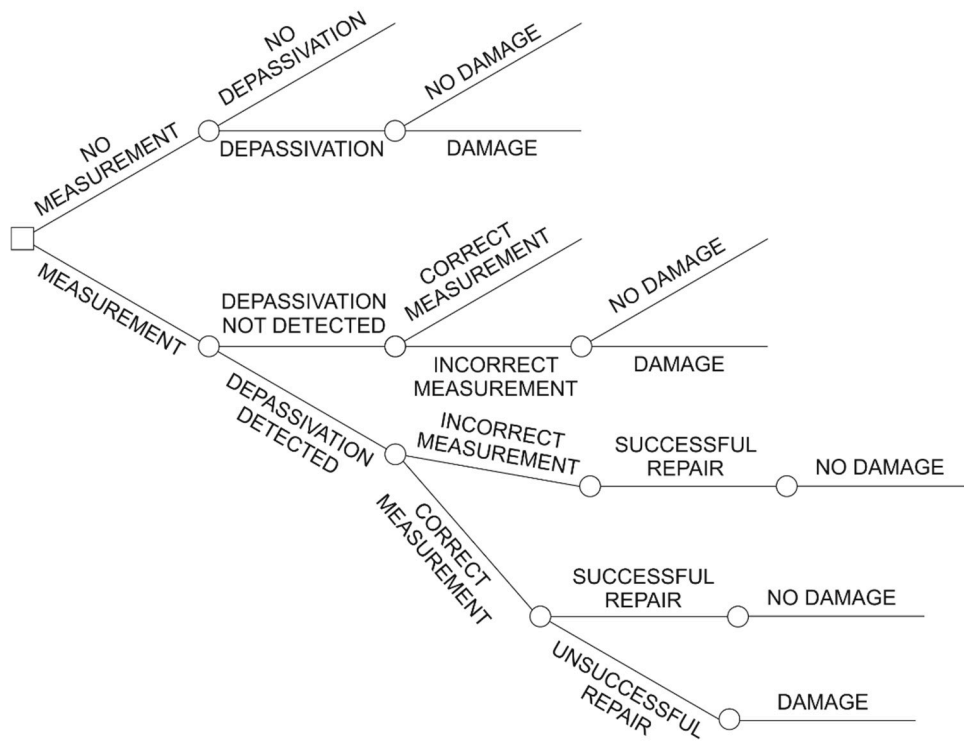 NO
DEPASSIVATION
NO DAMAGE
NO
MEASUREMENT
DEPASSIVATION
DAMAGE
MEASUREMENT
DEPASSIVATION
NOT DETECTED
CORRECT
MEASUREMENT
NO DAMAGE
INCORRECT
MEASUREMENT
DAMAGE
DEPASSIVATION
DETECTED
INCORRECT
MEASUREMENT
SUCCESSFUL
REPAIR
NO DAMAGE
CORRECT
MEASUREMENT
SUCCESSFUL
REPAIR
NO DAMAGE
UNSUCCESSFUL
REPAIR
DAMAGE